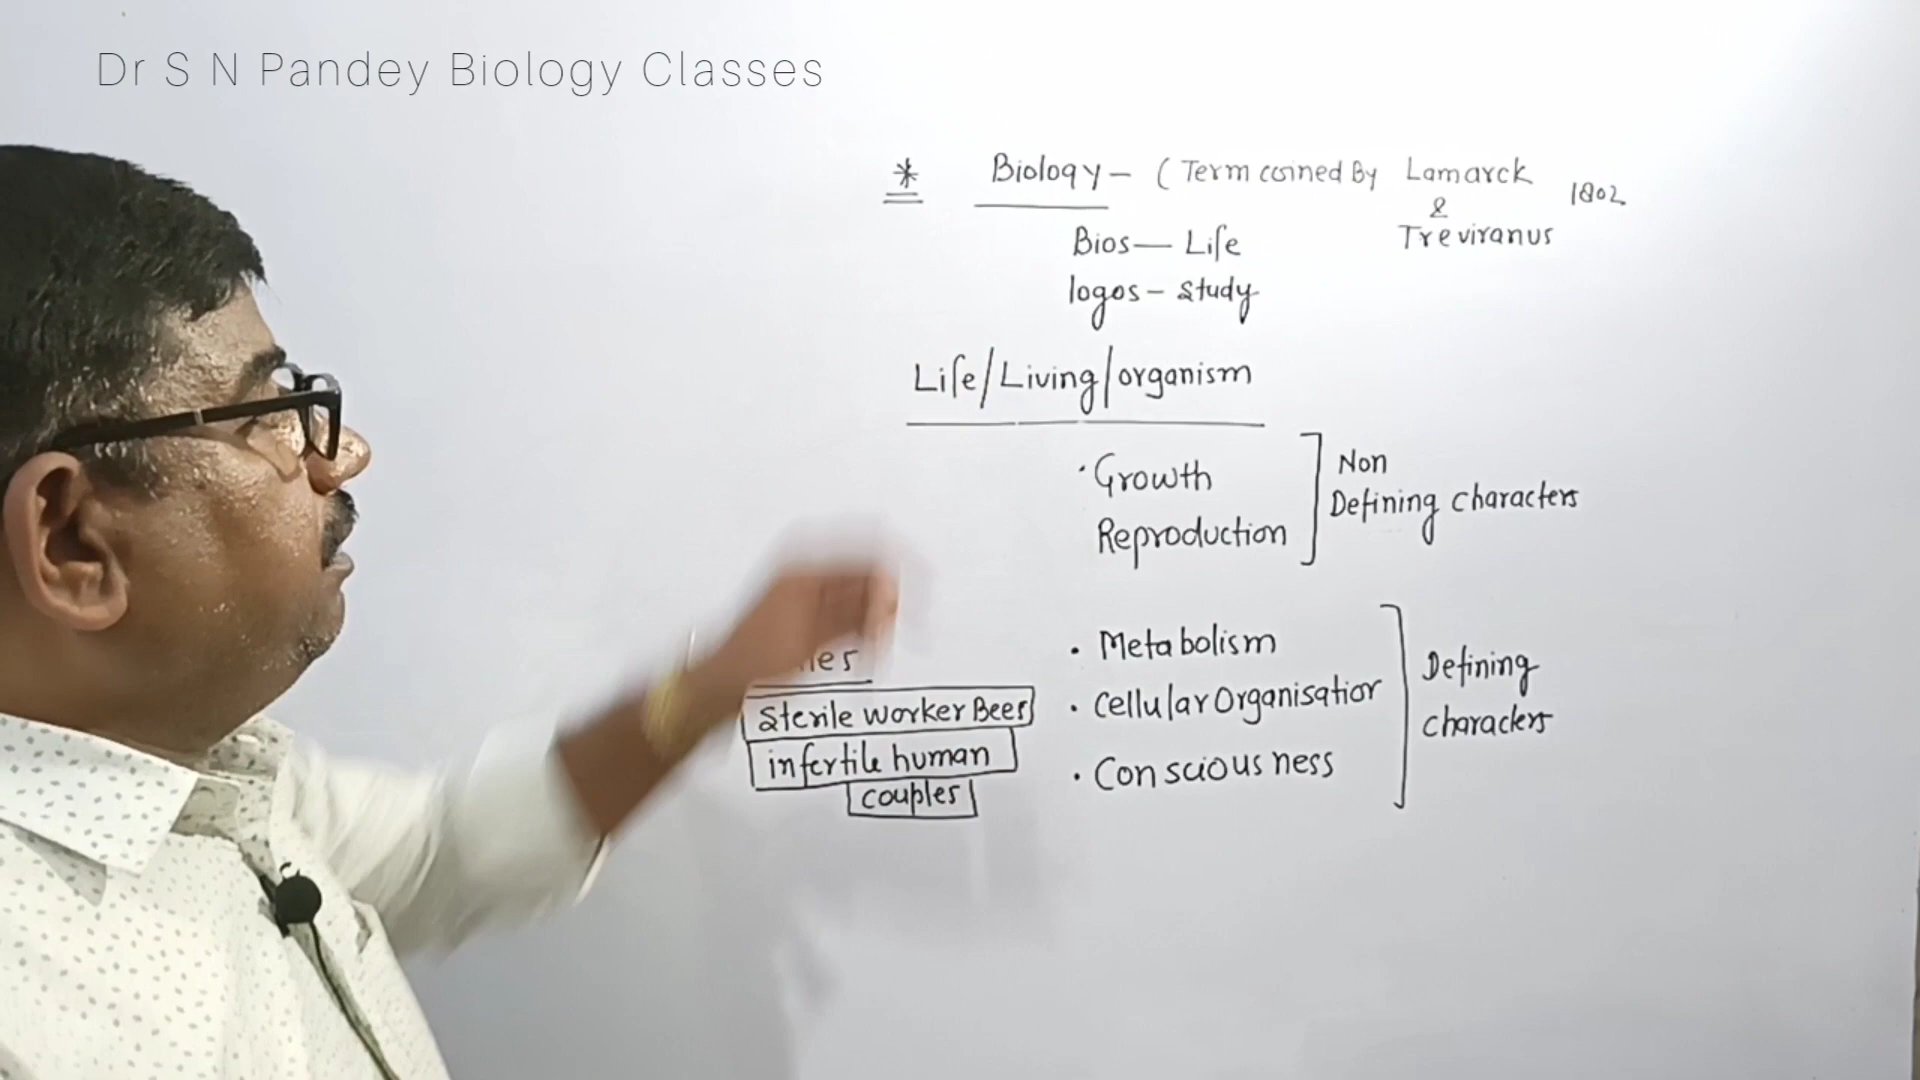 Dr S N Pandey Biology Classes
* Biology - ( Term coined By Lamarck
& 1802
Treviranus
Bios — Life
logos - study
Life/Living/organism
· Growth
Reproduction
Non
Defining characters
Sterile worker Bees
infertile human
couples
· Metabolism
· Cellular Organisation
· Consciousness
Defining
characters